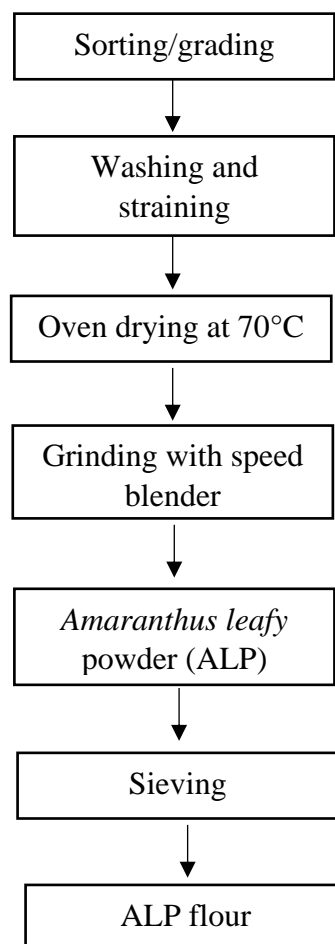 Sorting/grading
Washing and
straining
Oven drying at 70°C
Grinding with speed
blender
Amaranthus leafy
powder (ALP)
Sieving
ALP flour